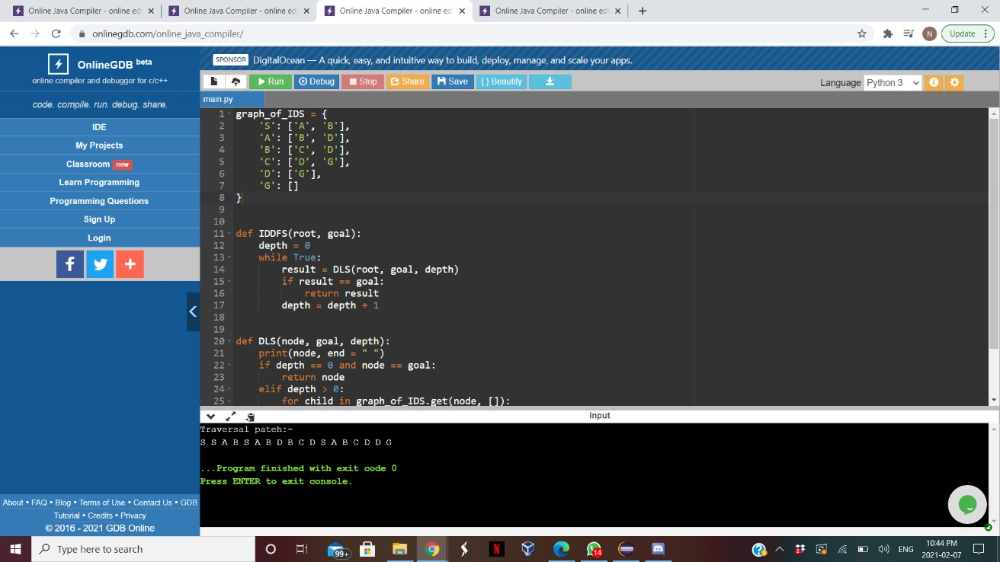 Online Java Compiler - online edi
Online Java Compiler - online edi
Online Java Compiler - online edi
Online Java Compiler - online edi
onlinegdb.com/online_java_compiler/
N
Update
OnlineGDB beta
online compiler and debugger for c/c++
code. compile. run. debug. share.
IDE
My Projects
Classroom new
Learn Programming
Programming Questions
Sign Up
Login
About • FAQ • Blog • Terms of Use • Contact Us • GDB
Tutorial • Credits • Privacy
© 2016 - 2021 GDB Online
SPONSOR DigitalOcean — A quick, easy, and intuitive way to build, deploy, manage, and scale your apps.
Run Debug Stop Share Save { } Beautify
Language Python 3
main.py
1 graph_of_IDS = {
2 'S': ['A', 'B'],
3 'A': ['B', 'D'],
4 'B': ['C', 'D'],
5 'C': ['D', 'G'],
6 'D': ['G'],
7 'G': []
8 }
9
10
11 def IDDFS(root, goal):
12 depth = 0
13 while True:
14 result = DLS(root, goal, depth)
15 if result == goal:
16 return result
17 depth = depth + 1
18
19
20 def DLS(node, goal, depth):
21 print(node, end = " ")
22 if depth == 0 and node == goal:
23 return node
24 elif depth > 0:
25 for child in graph_of_IDS.get(node, []):
input
Traversal pateh:-
S S A B S A B D B C D S A B C D D G
...Program finished with exit code 0
Press ENTER to exit console.
Type here to search
99+
N
14
2
ENG
10:44 PM
2021-02-07